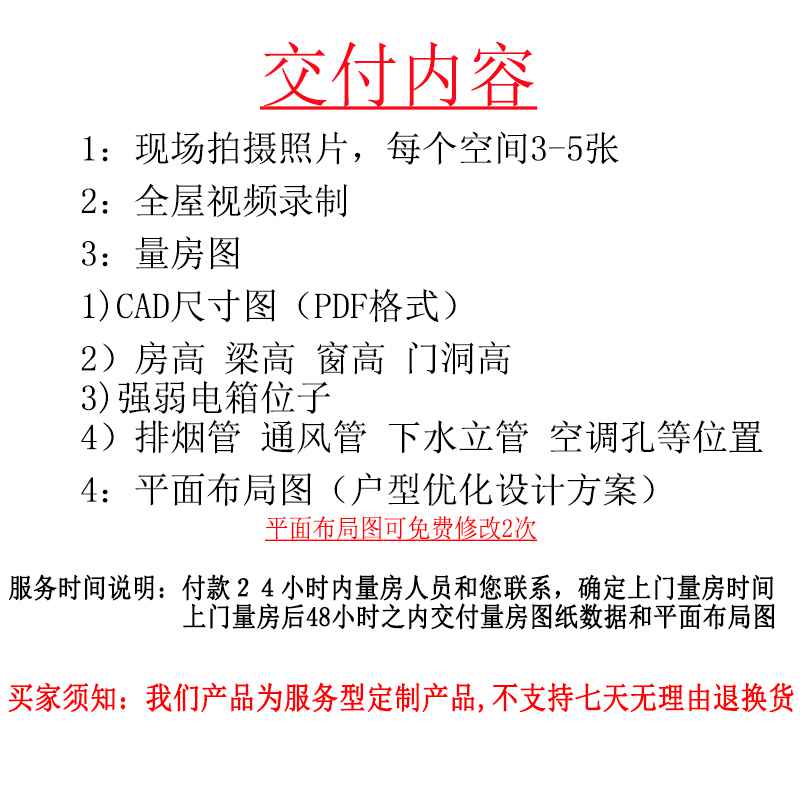 交付内容
1：现场拍摄照片，每个空间3-5张
2：全屋视频录制
3：量房图
1)CAD尺寸图（PDF格式）
2）房高 梁高 窗高 门洞高
3)强弱电箱位子
4）排烟管 通风管 下水立管 空调孔等位置
4：平面布局图（户型优化设计方案）
平面布局图可免费修改2次
服务时间说明：付款２４小时内量房人员和您联系，确定上门量房时间
上门量房后48小时之内交付量房图纸数据和平面布局图
买家须知：我们产品为服务型定制产品,不支持七天无理由退换货